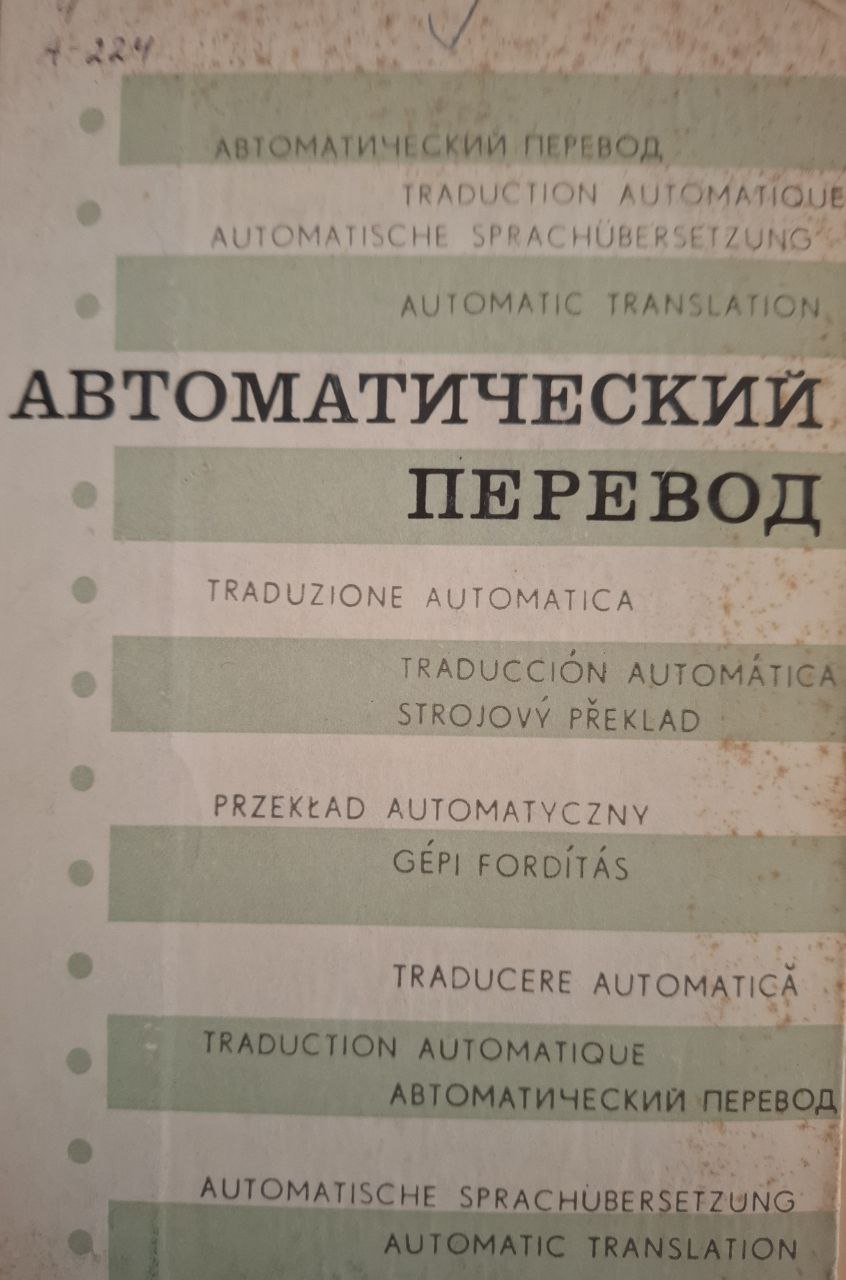 А-224
АВТОМАТИЧЕСКИЙ ПЕРЕВОД
TRADUCTION AUTOMATIQUE
AUTOMATISCHE SPRACHÜBERSETZUNG
AUTOMATIC TRANSLATION
АВТОМАТИЧЕСКИЙ
ПЕРЕВОД
TRADUZIONE AUTOMATICA
TRADUCCIÓN AUTOMÁTICA
STROJOVÝ PŘEKLAD
PRZEKŁAD AUTOMATYCZNY
GÉPI FORDÍTÁS
TRADUCERE AUTOMATICĂ
TRADUCTION AUTOMATIQUE
АВТОМАТИЧЕСКИЙ ПЕРЕВОД
AUTOMATISCHE SPRACHÜBERSETZUNG
AUTOMATIC TRANSLATION